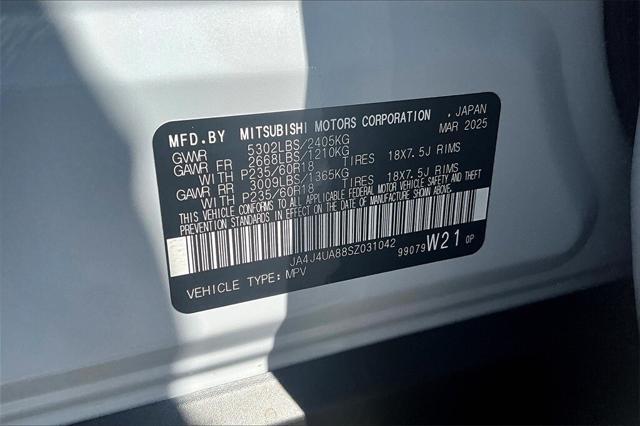 MFD.BY MITSUBISHI MOTORS CORPORATION , JAPAN
GVWR 5302LBS/2405KG MAR 2025
GAWR FR 2668LBS/1210KG
WITH P235/60R18 TIRES 18X7.5J RIMS
GAWR RR 3009LBS/1365KG
WITH P235/60R18 TIRES 18X7.5J RIMS
THIS VEHICLE CONFORMS TO ALL APPLICABLE FEDERAL MOTOR VEHICLE SAFETY AND THEFT
PREVENTION STANDARDS IN EFFECT ON THE DATE OF MANUFACTURE SHOWN ABOVE.
JA4J4UA88SZ031042
99079 W21 0P
VEHICLE TYPE: MPV